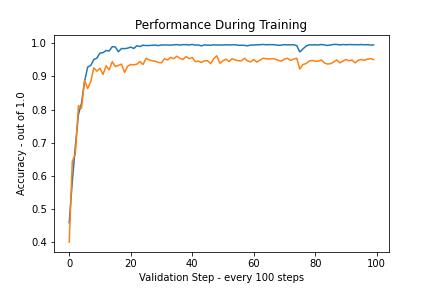 Performance During Training
1.0
0.9
0.8
0.7
0.6
0.5
0.4
Accuracy - out of 1.0
0 20 40 60 80 100
Validation Step - every 100 steps